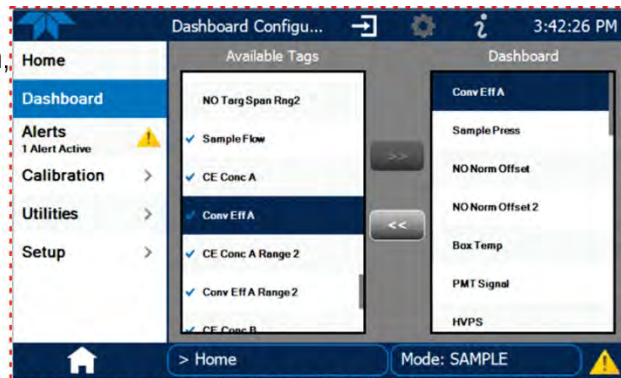 Dashboard Configu...
3:42:26 PM
Home
Dashboard
Alerts
1 Alert Active
Calibration >
Utilities >
Setup >
Available Tags
NO Targ Span Rng2
Sample Flow
CE Conc A
Conv Eff A
CE Conc A Range 2
Conv Eff A Range 2
CE Conc B
>>
<<
Dashboard
Conv Eff A
Sample Press
NO Norm Offset
NO Norm Offset 2
Box Temp
PMT Signal
HVPS
> Home
Mode: SAMPLE